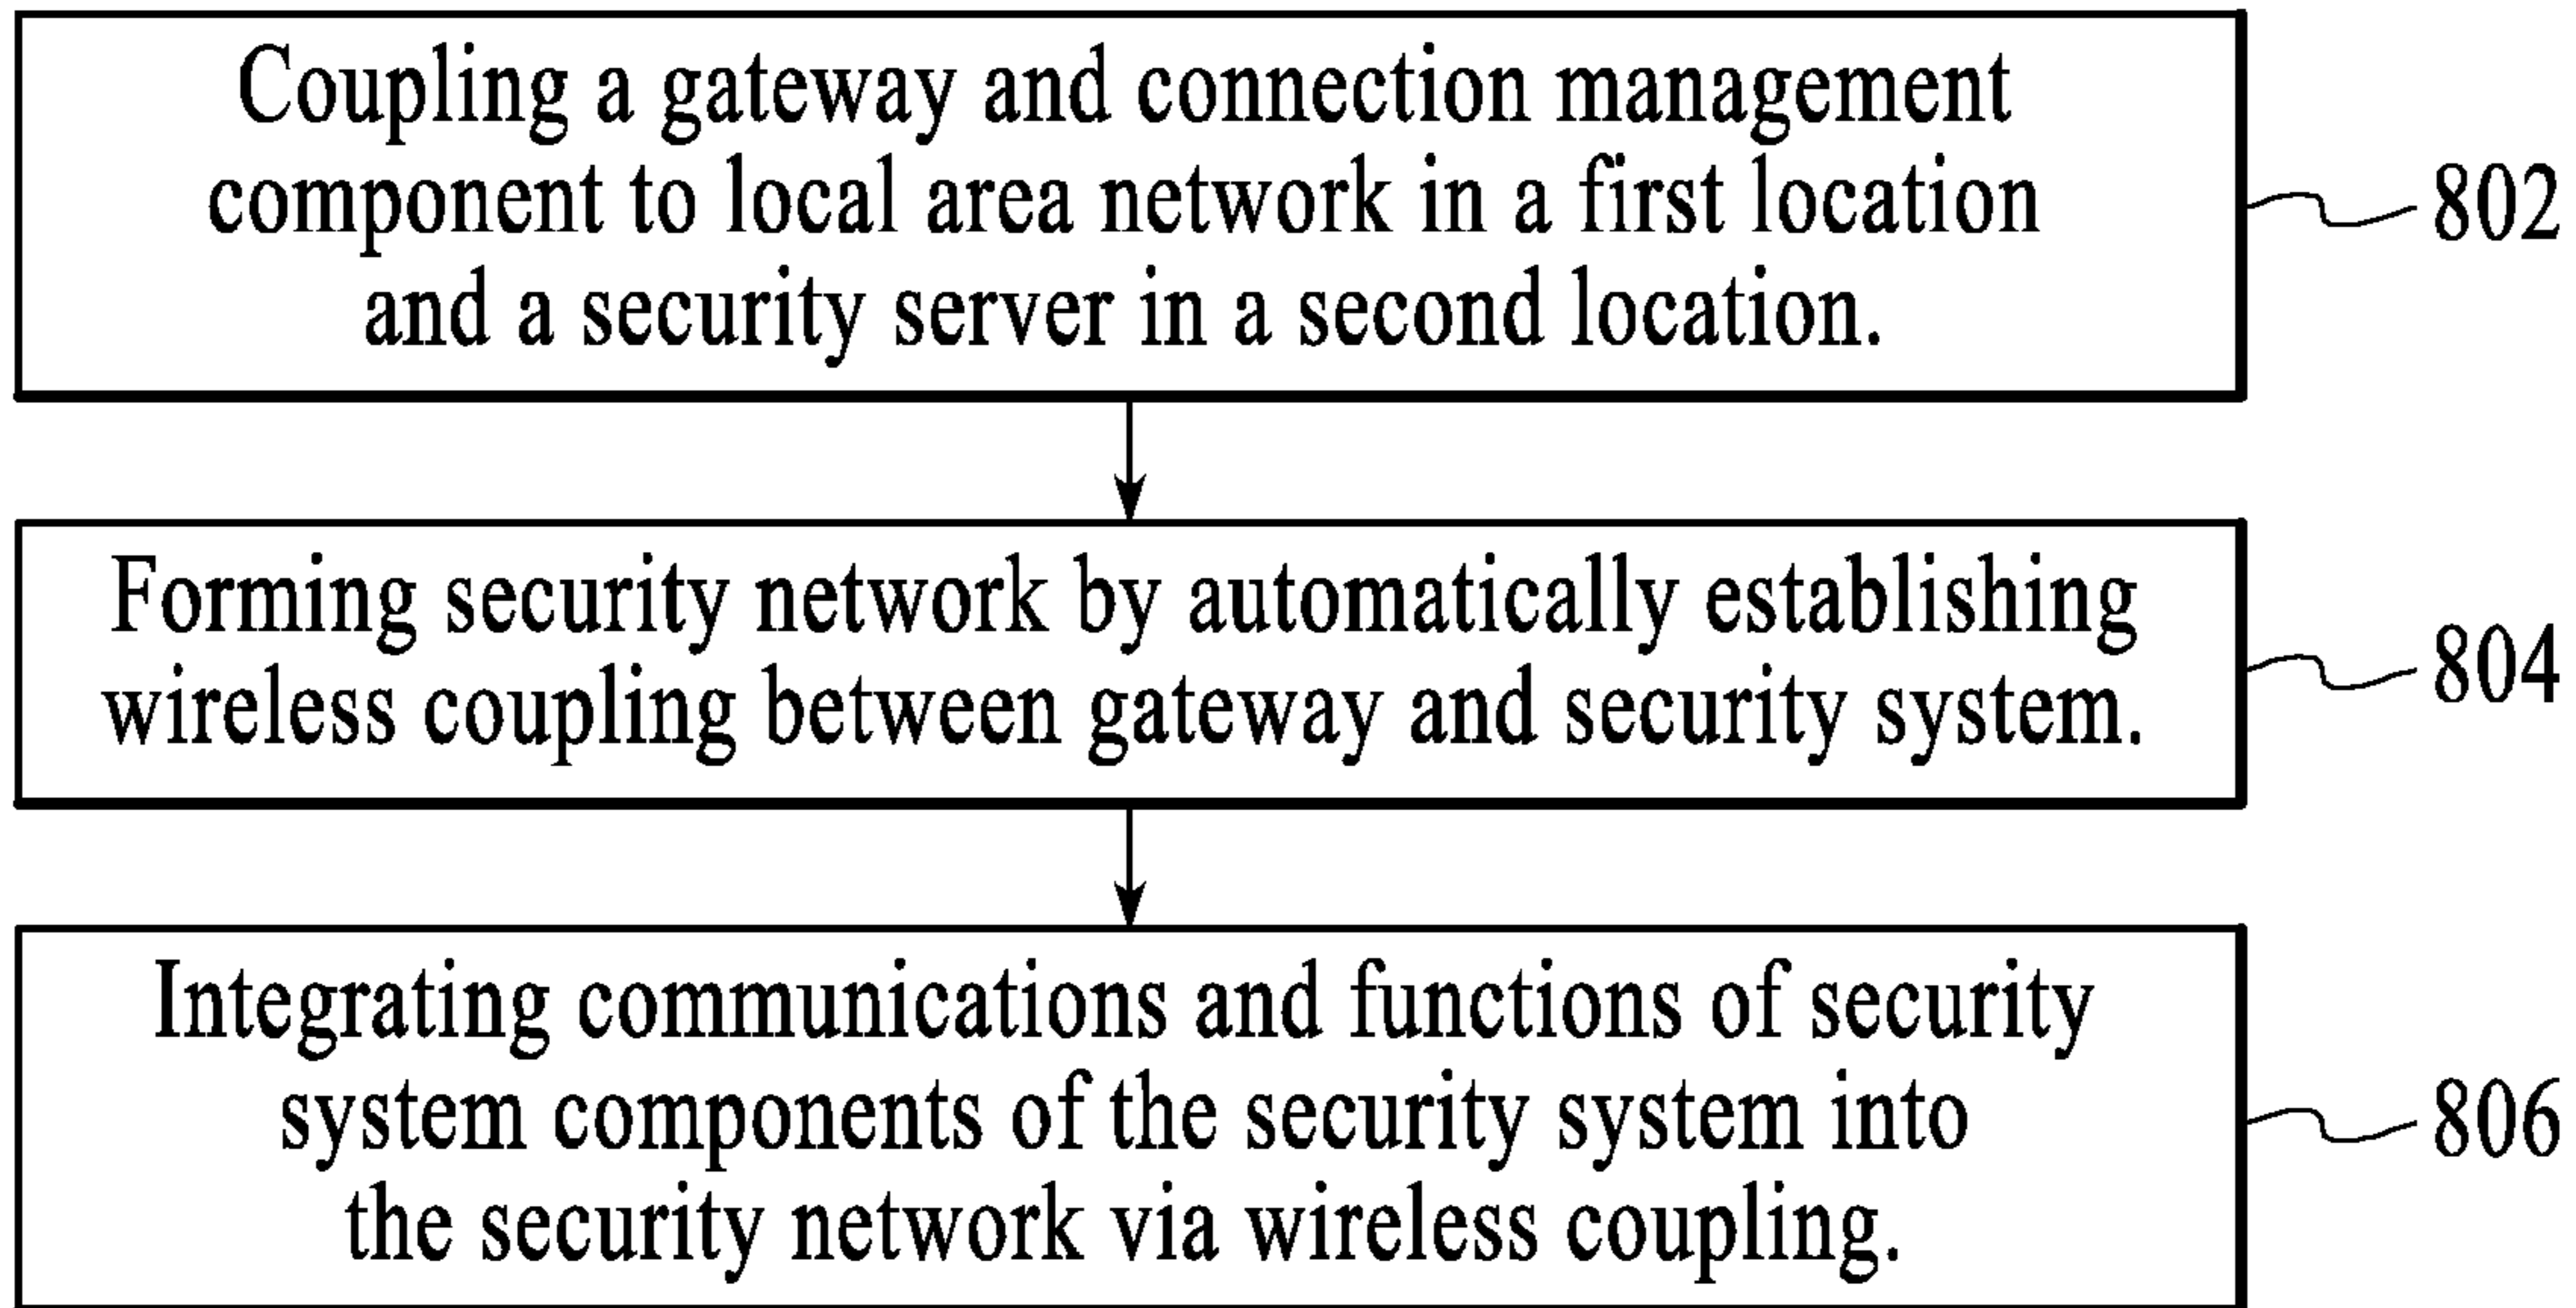 Coupling a gateway and connection management
component to local area network in a first location
and a security server in a second location.
802
Forming security network by automatically establishing
wireless coupling between gateway and security system.
804
Integrating communications and functions of security
system components of the security system into
the security network via wireless coupling.
806